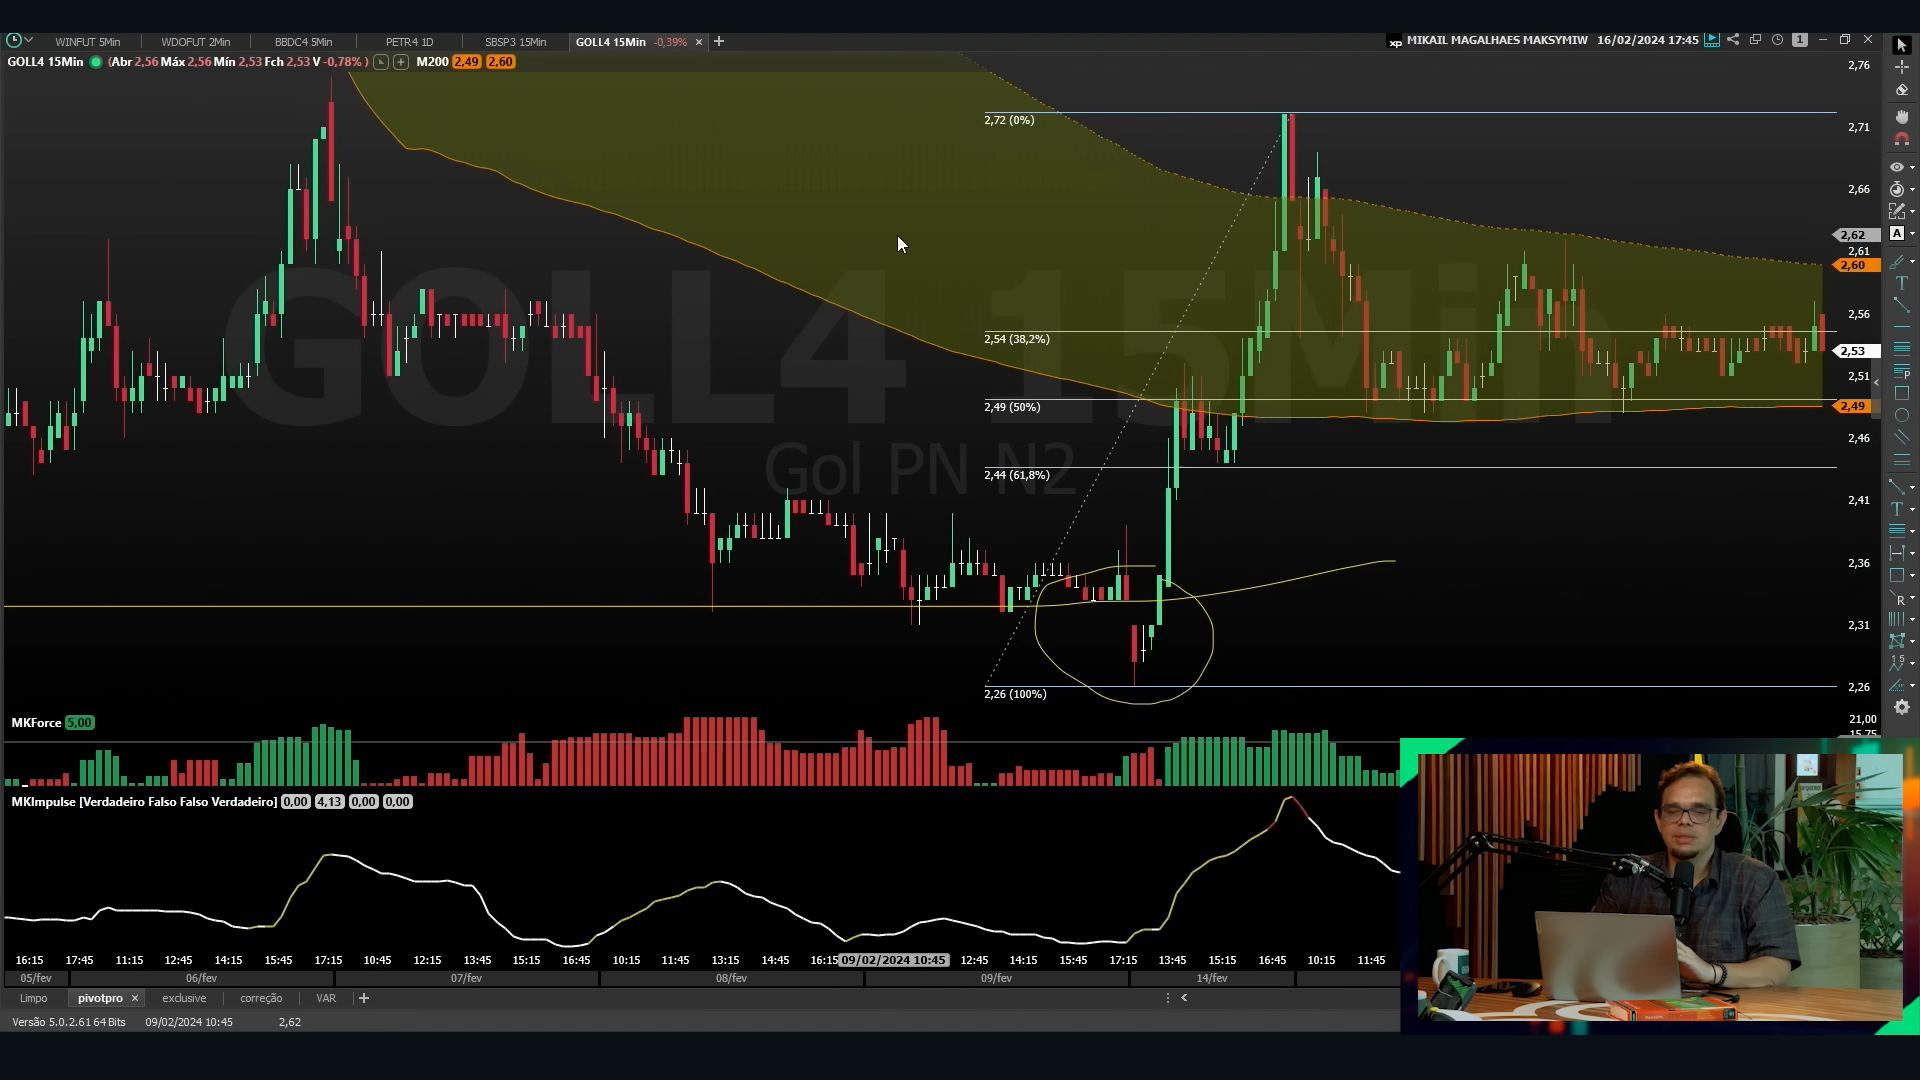 WINFUT 5Min WDOFUT 2Min BBDC4 5Min PETR4 1D SBSP3 15Min GOLL4 15Min -0,39% × +
xp MIKAIL MAGALHAES MAKSYMIW 16/02/2024 17:45 1
GOLL4 15Min (Abr 2,56 Máx 2,56 Mín 2,53 Fch 2,53 V -0,78% ) M200 2,49 2,60
2,76
2,72 (0%)
2,71
2,66
2,62
2,61
2,60
2,56
2,54 (38,2%)
2,53
2,51
2,49 (50%)
2,49
2,46
2,44 (61,8%)
2,41
2,36
2,31
2,26 (100%)
2,26
GOLL4 15Min
Gol PN N2
MKForce 5,00
21,00
15,75
MKImpulse [Verdadeiro Falso Falso Verdadeiro] 0,00 4,13 0,00 0,00
16:15 17:45 11:15 12:45 15:45 17:15 10:45 12:15 13:45 15:15 16:45 10:15 11:45 13:15 14:45 16:15 09/02/2024 10:45 12:45 14:15 15:45 17:15 13:45 15:15 16:45 10:15 11:45
05/fev 06/fev 07/fev 08/fev 09/fev 14/fev
Limpo pivotpro × exclusive correção VAR +
Versão 5.0.2.61 64 Bits 09/02/2024 10:45 2,62